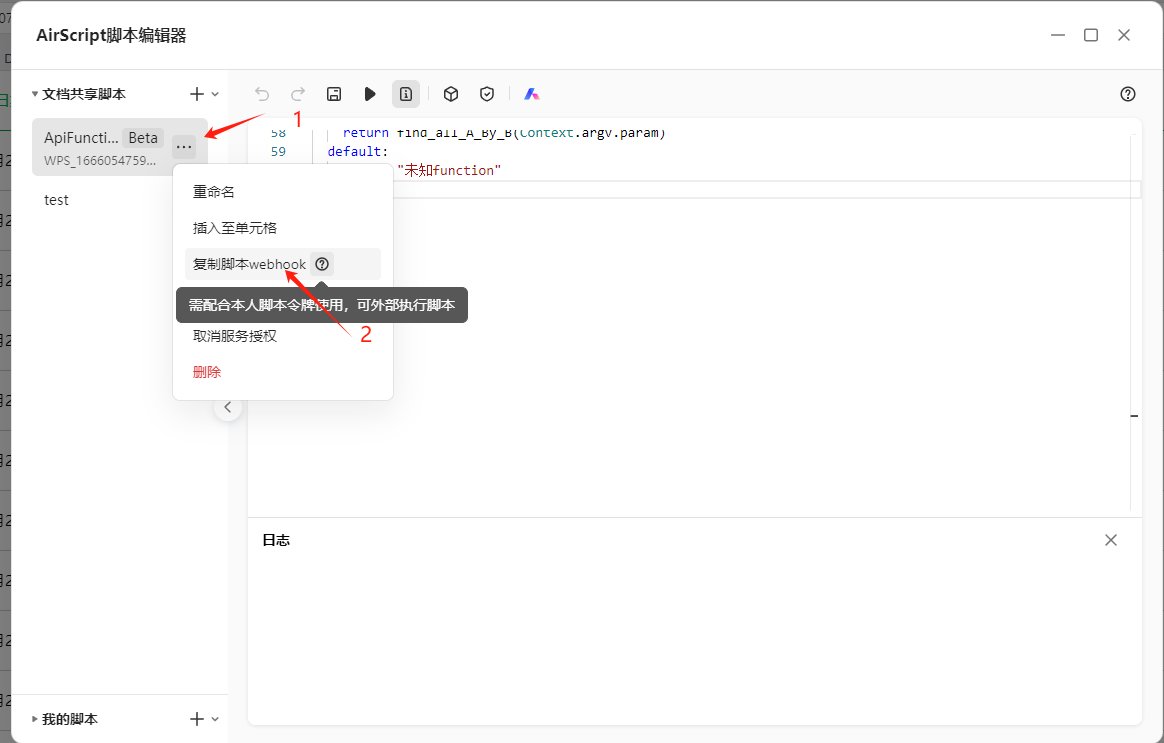 AirScript脚本编辑器
文档共享脚本
ApiFuncti... Beta
WPS_1666054759...
test
1
58 return find_all_A_By_B(Context.argv.param)
59 default:
"未知function"
重命名
插入至单元格
复制脚本webhook
需配合本人脚本令牌使用，可外部执行脚本
2
取消服务授权
删除
日志
我的脚本